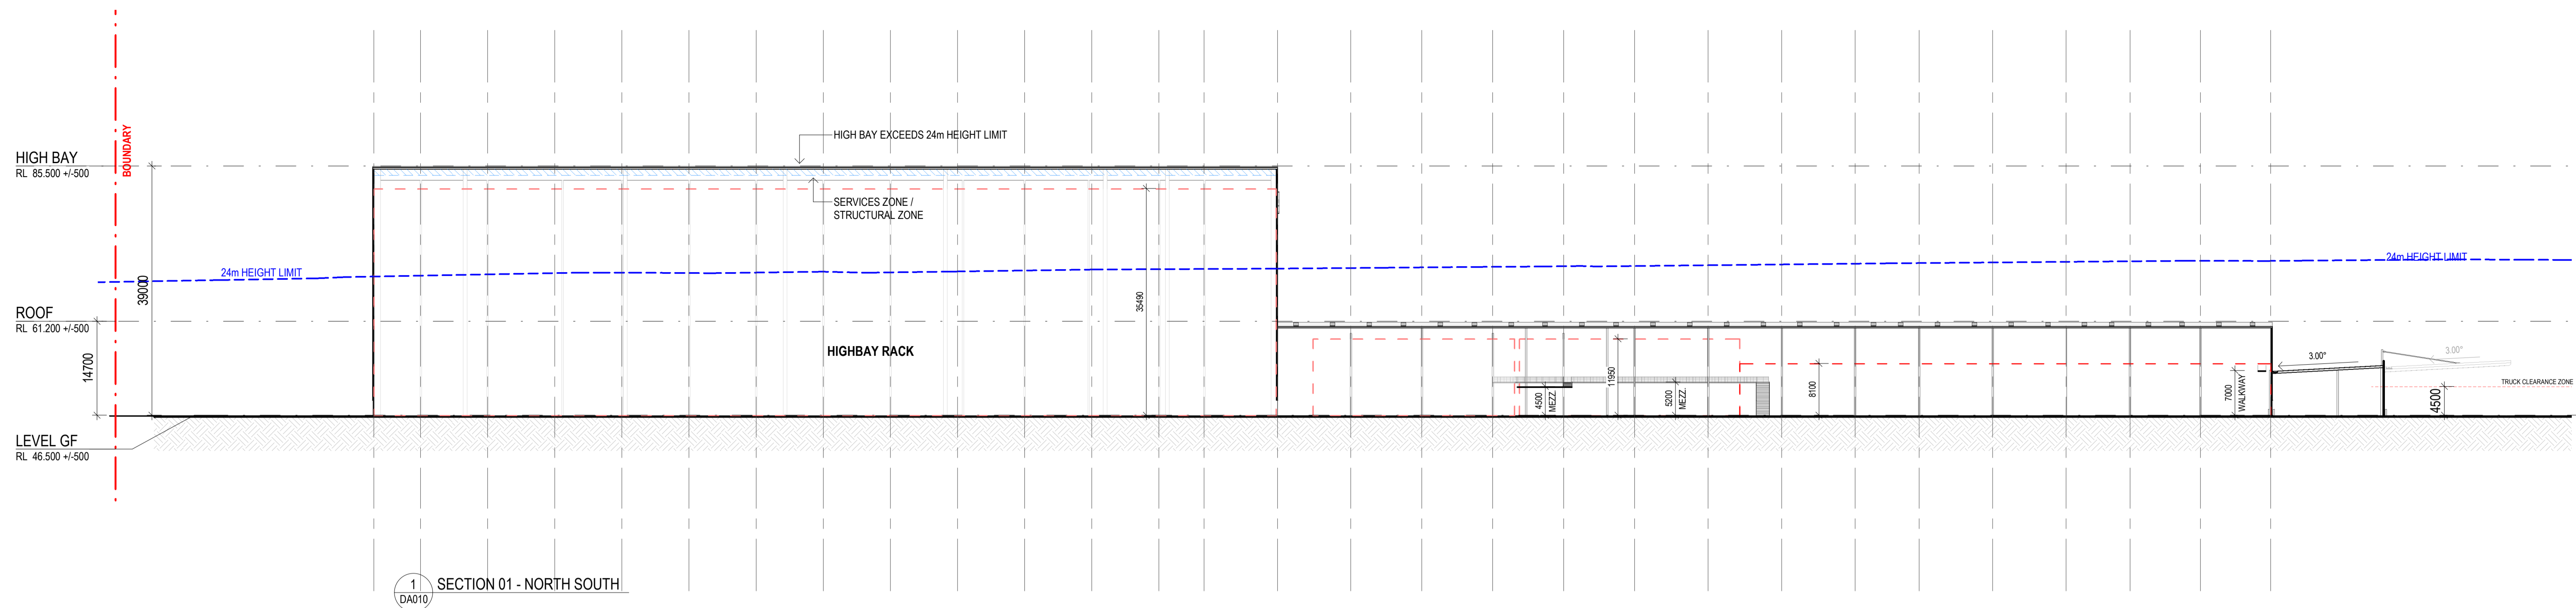 BOUNDARY
HIGH BAY
RL 85.500 +/-500
HIGH BAY EXCEEDS 24m HEIGHT LIMIT
SERVICES ZONE /
STRUCTURAL ZONE
24m HEIGHT LIMIT
24m HEIGHT LIMIT
39000
35490
ROOF
RL 61.200 +/-500
14700
HIGHBAY RACK
11950
4500
MEZZ.
5200
MEZZ.
8100
7000
WALKWAY
3.00°
3.00°
TRUCK CLEARANCE ZONE
4500
LEVEL GF
RL 46.500 +/-500
1
DA010
SECTION 01 - NORTH SOUTH